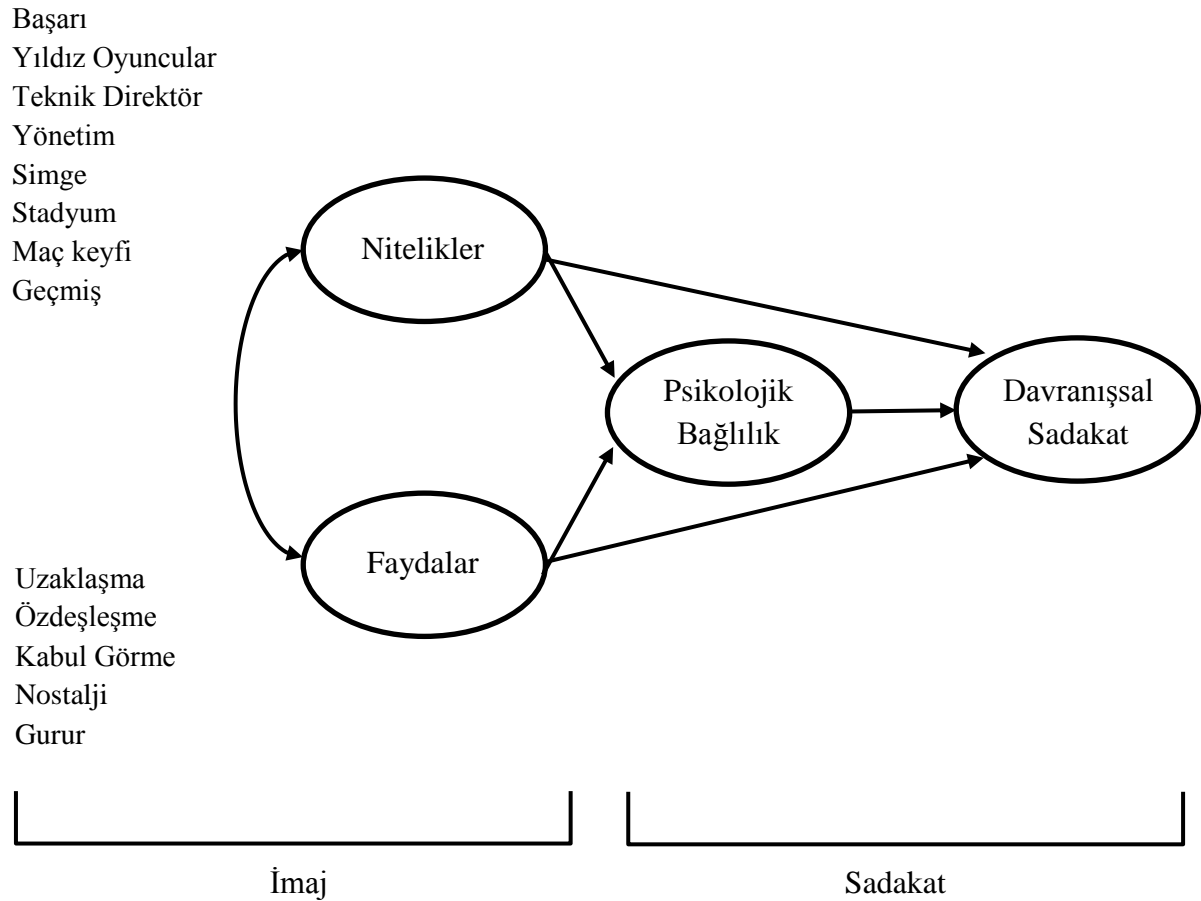 Başarı
Yıldız Oyuncular
Teknik Direktör
Yönetim
Simge
Stadyum
Maç keyfi
Geçmiş
Nitelikler
Psikolojik
Bağlılık
Davranışsal
Sadakat
Faydalar
Uzaklaşma
Özdeşleşme
Kabul Görme
Nostalji
Gurur
İmaj
Sadakat